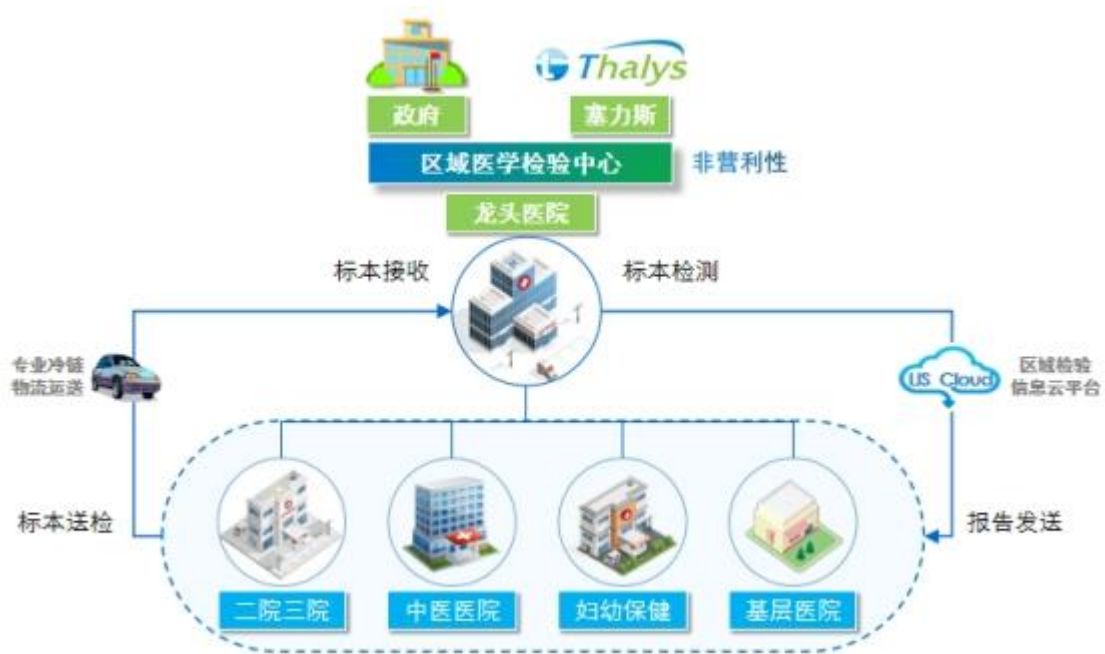 Thalys
政府
塞力斯
区域医学检验中心
非营利性
龙头医院
标本接收
标本检测
专业冷链
物流运送
LIS Cloud
区域检验
信息云平台
标本送检
报告发送
二院三院
中医医院
妇幼保健
基层医院